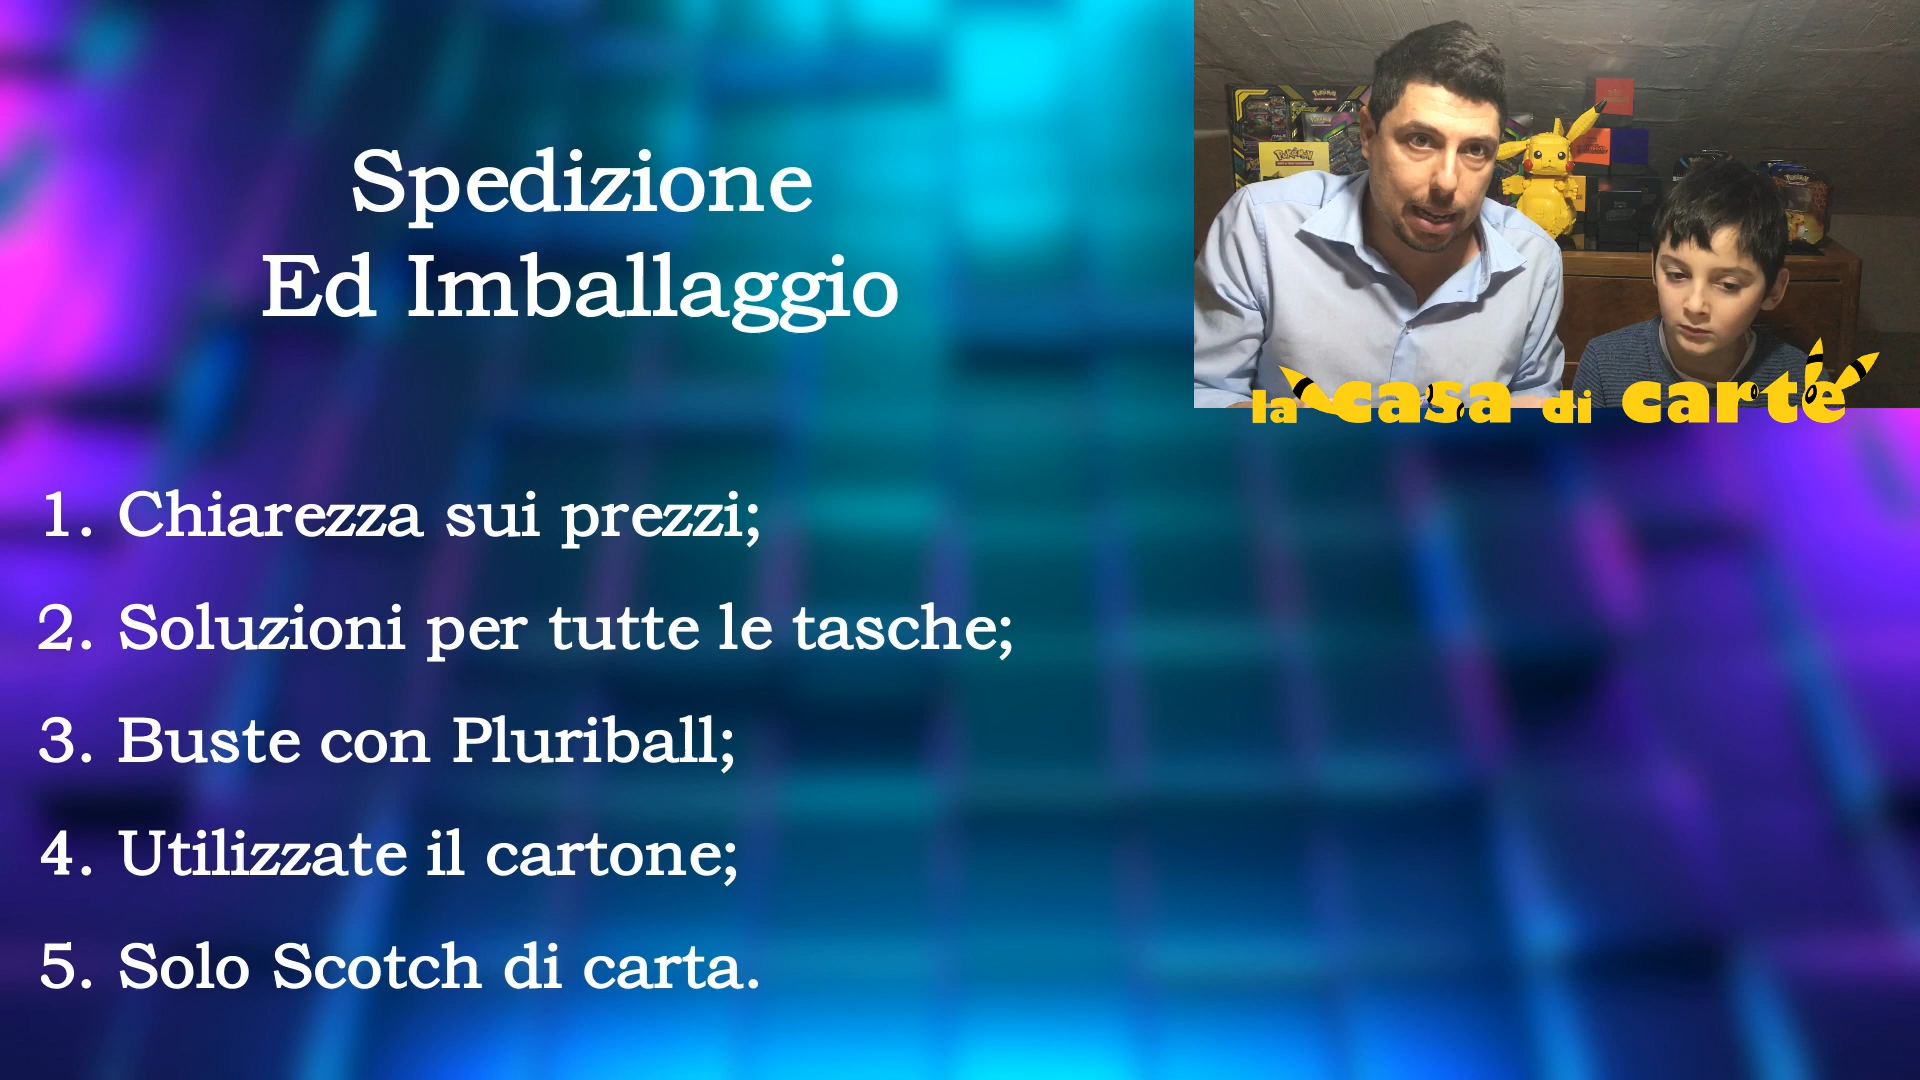 Spedizione
Ed Imballaggio
POKÉMON
la casa di carte
1. Chiarezza sui prezzi;
2. Soluzioni per tutte le tasche;
3. Buste con Pluriball;
4. Utilizzate il cartone;
5. Solo Scotch di carta.